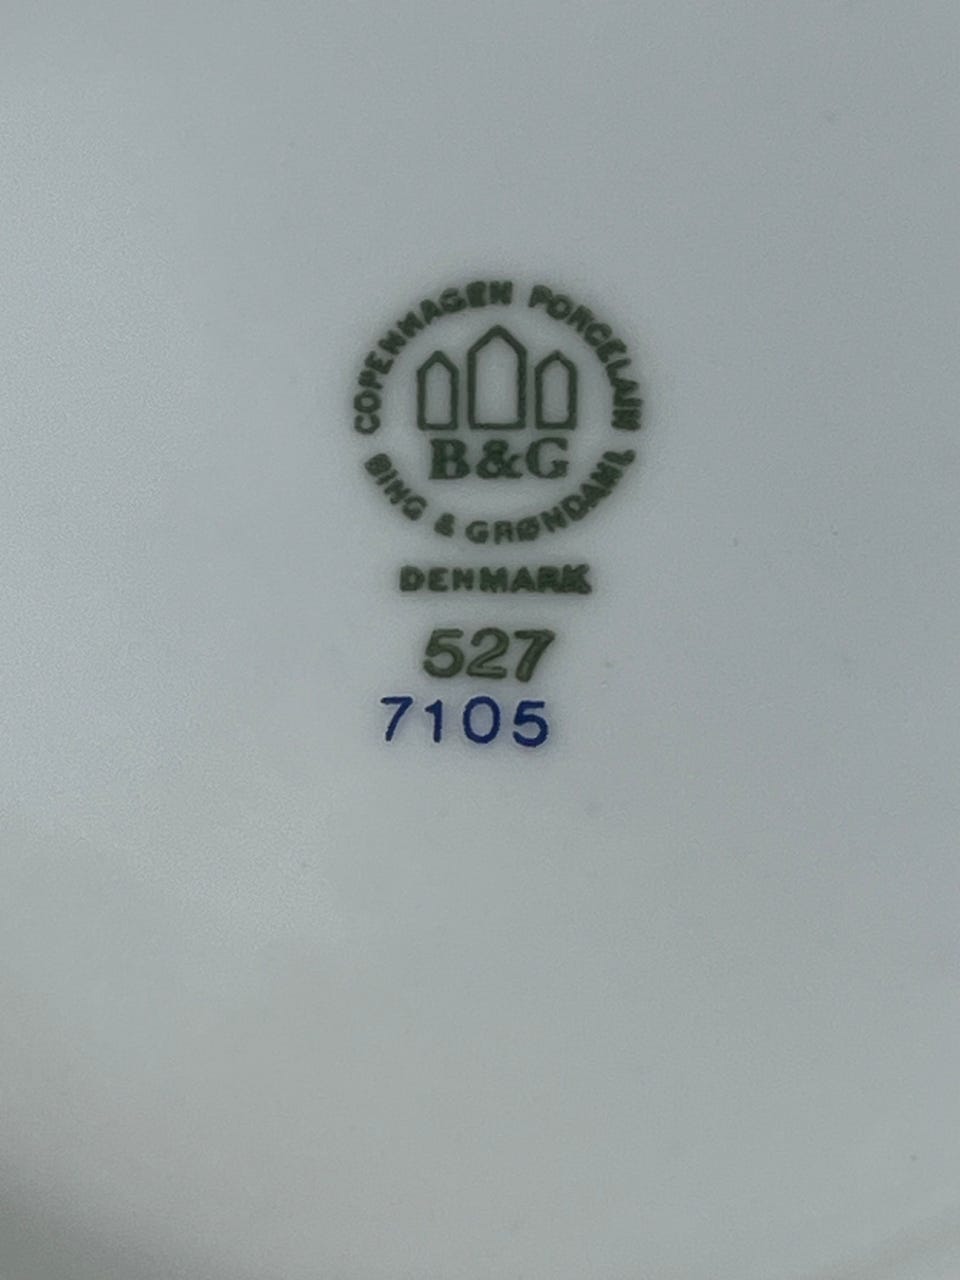 COPENHAGEN PORCELAIN
B&G
BING & GRØNDAHL
DENMARK
527
7105